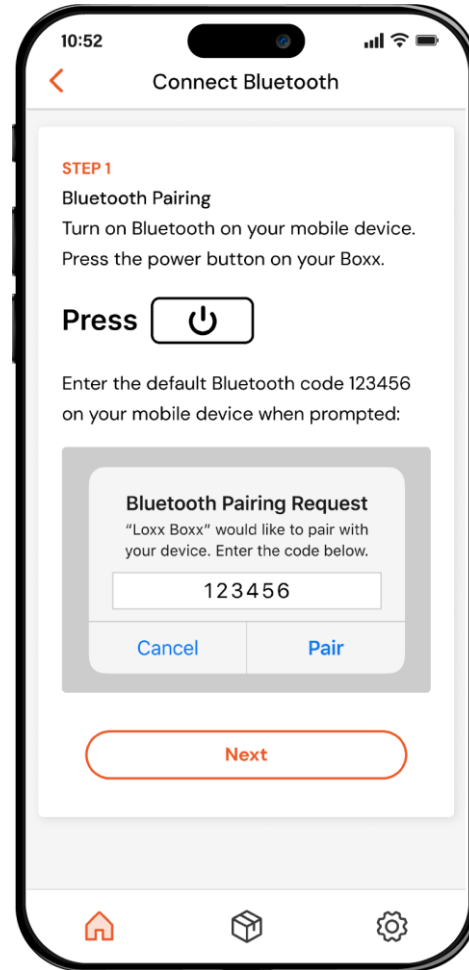 10:52
Connect Bluetooth
STEP 1
Bluetooth Pairing
Turn on Bluetooth on your mobile device.
Press the power button on your Boxx.
Press
Enter the default Bluetooth code 123456
on your mobile device when prompted:
Bluetooth Pairing Request
“Loxx Boxx” would like to pair with
your device. Enter the code below.
123456
Cancel Pair
Next